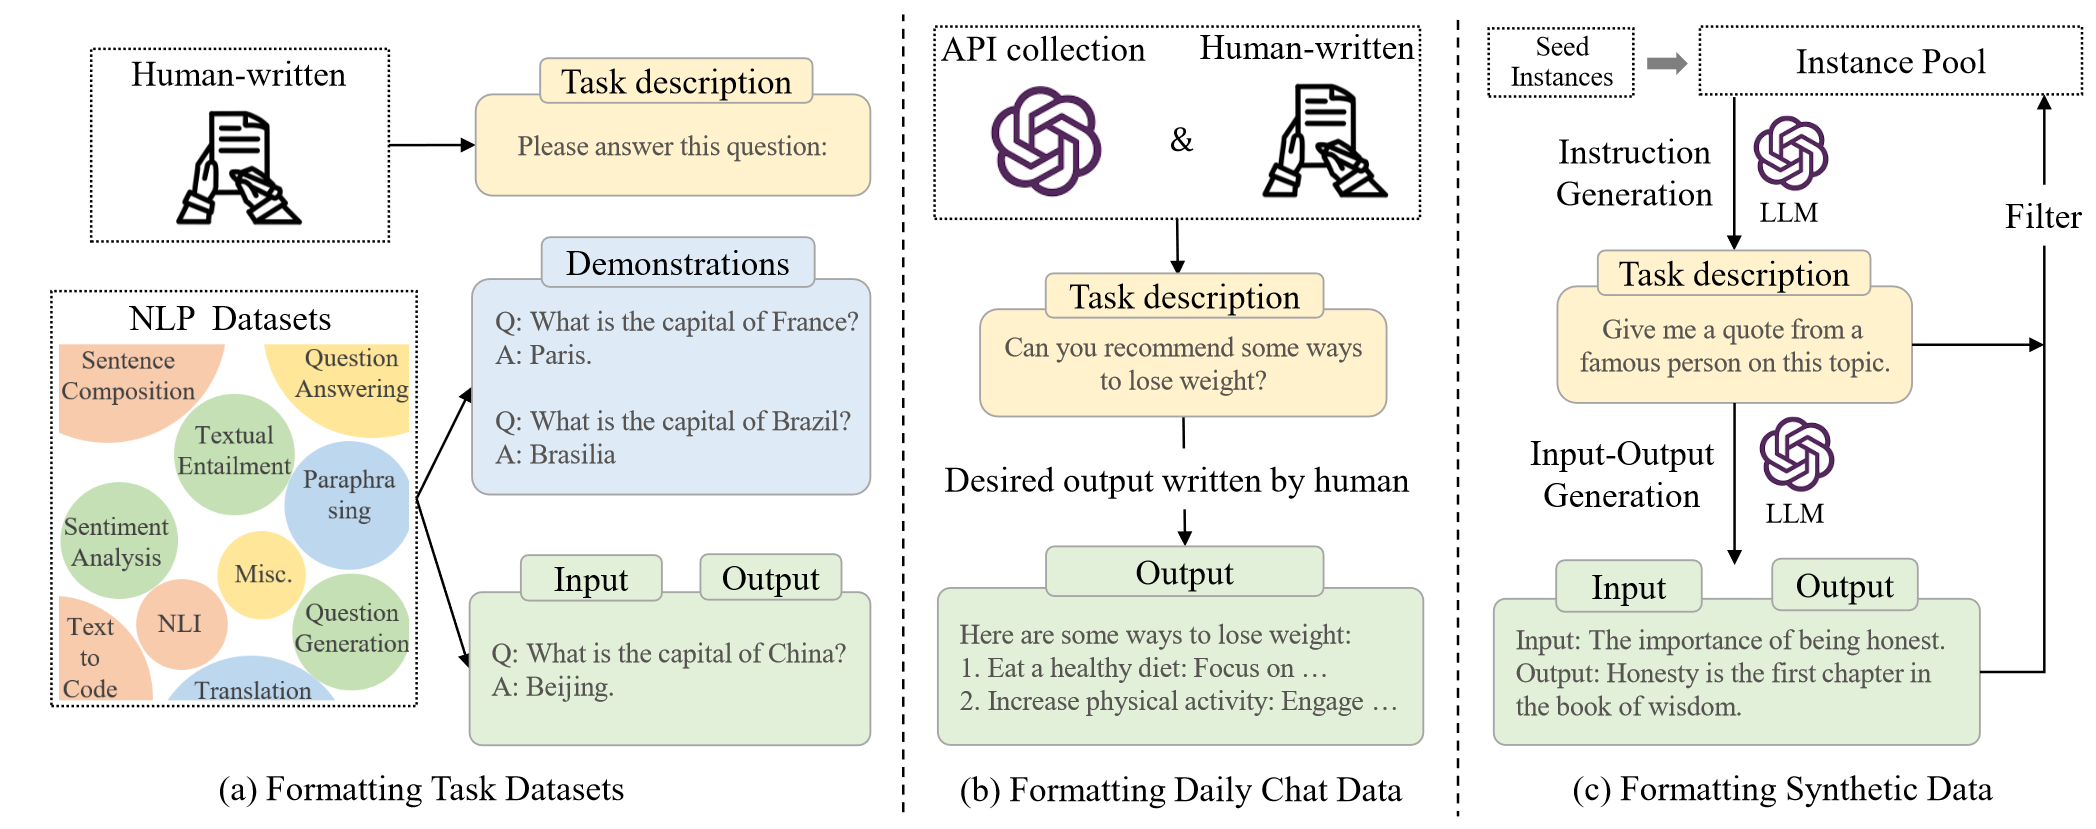 Human-written
Task description
Please answer this question:
Demonstrations
Q: What is the capital of France?
A: Paris.
Q: What is the capital of Brazil?
A: Brasilia
NLP Datasets
Sentence
Composition
Question
Answering
Textual
Entailment
Paraphra
sing
Sentiment
Analysis
Misc.
NLI
Question
Generation
Text
to
Code
Translation
Input
Output
Q: What is the capital of China?
A: Beijing.
(a) Formatting Task Datasets
API collection
&
Human-written
Task description
Can you recommend some ways
to lose weight?
Desired output written by human
Output
Here are some ways to lose weight:
1. Eat a healthy diet: Focus on …
2. Increase physical activity: Engage …
(b) Formatting Daily Chat Data
Seed
Instances
Instance Pool
Instruction
Generation
LLM
Filter
Task description
Give me a quote from a
famous person on this topic.
Input-Output
Generation
LLM
Input
Output
Input: The importance of being honest.
Output: Honesty is the first chapter in
the book of wisdom.
(c) Formatting Synthetic Data